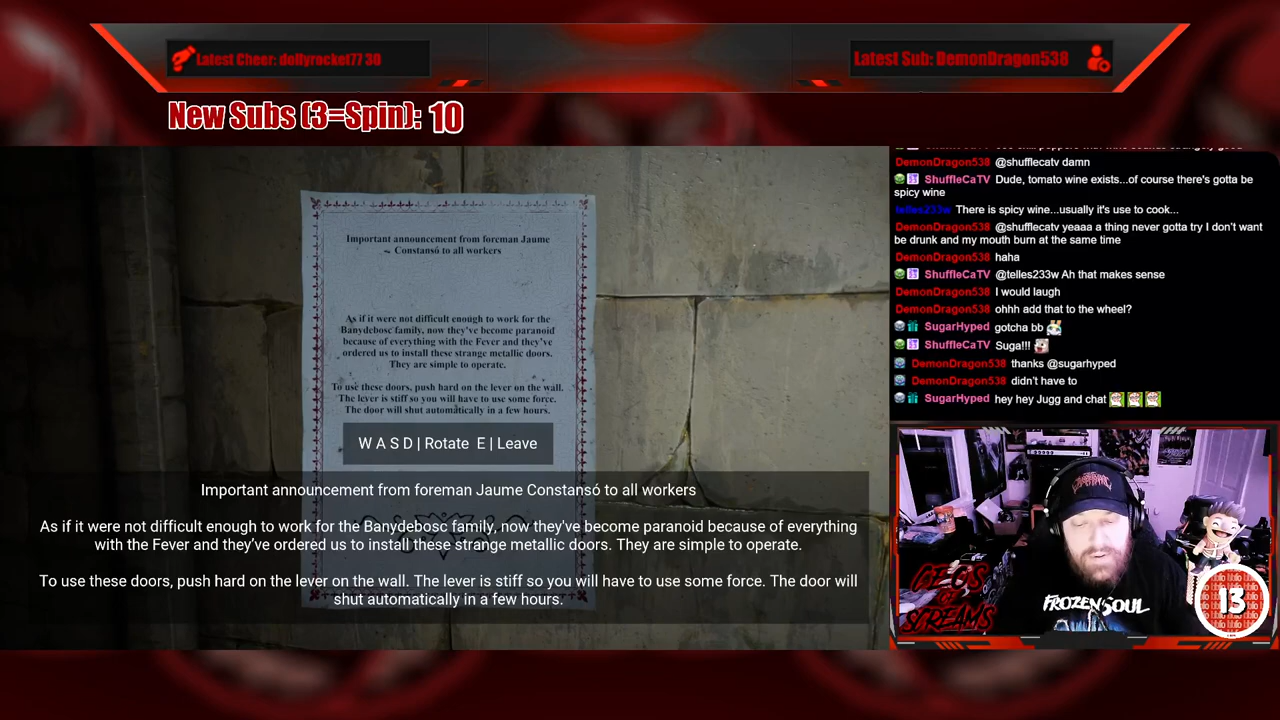 Latest Cheer: dollyrocket77 30
Latest Sub: DemonDragon538
New Subs (3=Spin): 10
Important announcement from foreman Jaume
Constansó to all workers
As if it were not difficult enough to work for the
Banydebosc family, now they've become paranoid
because of everything with the Fever and they've
ordered us to install these strange metallic doors.
They are simple to operate.
To use these doors, push hard on the lever on the wall.
The lever is stiff so you will have to use some force.
The door will shut automatically in a few hours.
W A S D | Rotate E | Leave
Important announcement from foreman Jaume Constansó to all workers
As if it were not difficult enough to work for the Banydebosc family, now they've become paranoid because of everything
with the Fever and they've ordered us to install these strange metallic doors. They are simple to operate.
To use these doors, push hard on the lever on the wall. The lever is stiff so you will have to use some force. The door will
shut automatically in a few hours.
DemonDragon538 @shufflecatv damn
ShuffleCaTV Dude, tomato wine exists...of course there's gotta be
spicy wine
telles233w There is spicy wine...usually it's use to cook...
DemonDragon538 @shufflecatv yeaaa a thing never gotta try I don't want
be drunk and my mouth burn at the same time
DemonDragon538 haha
ShuffleCaTV @telles233w Ah that makes sense
DemonDragon538 I would laugh
DemonDragon538 ohhh add that to the wheel?
SugarHyped gotcha bb
ShuffleCaTV Suga!!!
DemonDragon538 thanks @sugarhyped
DemonDragon538 didn't have to
SugarHyped hey hey Jugg and chat
FROZEN SOUL
SCREAMS
13